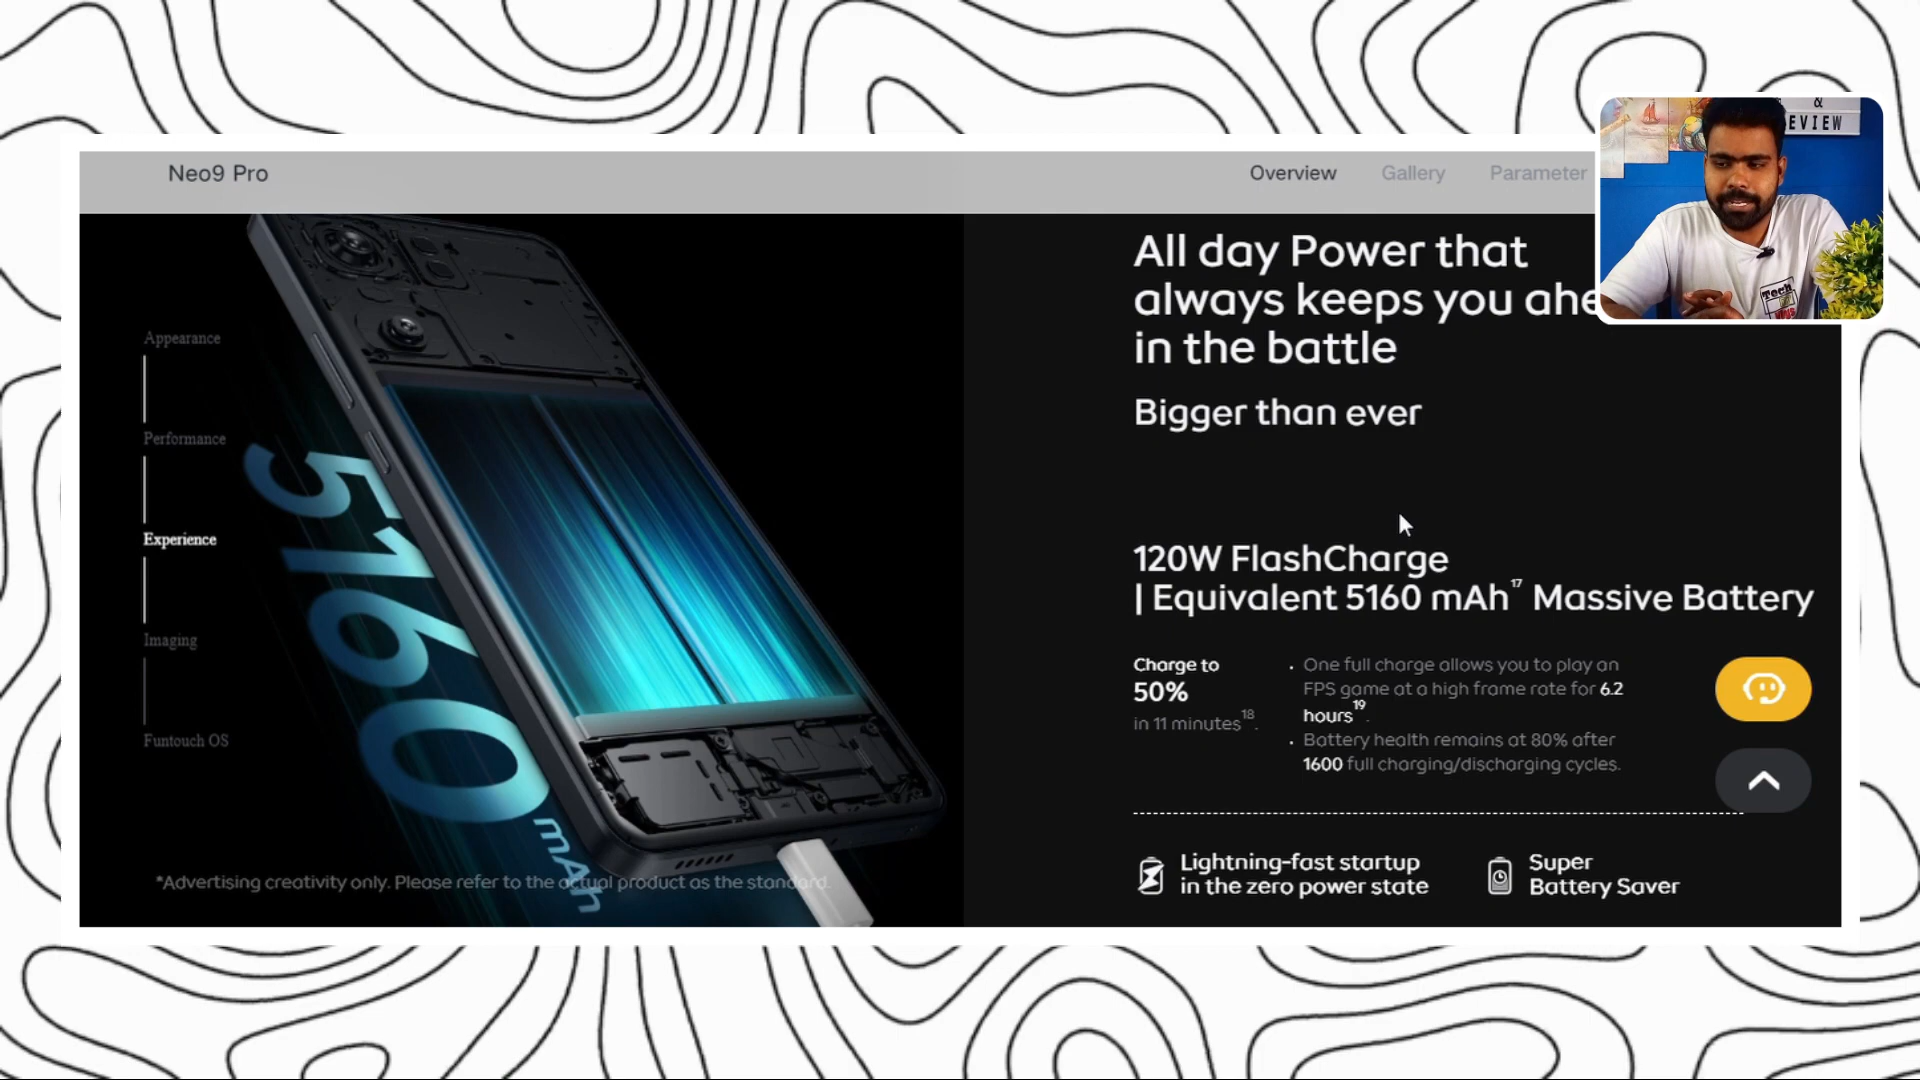 &
EVIEW
Neo9 Pro
Overview
Gallery
Parameter
All day Power that
always keeps you ahe
in the battle
Bigger than ever
Appearance
Performance
Experience
Imaging
Funtouch OS
5160 mAh
120W FlashCharge
| Equivalent 5160 mAh17 Massive Battery
Charge to
50%
in 11 minutes18.
• One full charge allows you to play an
FPS game at a high frame rate for 6.2
hours19.
• Battery health remains at 80% after
1600 full charging/discharging cycles.
Lightning-fast startup
in the zero power state
Super
Battery Saver
*Advertising creativity only. Please refer to the actual product as the standard.
Tech